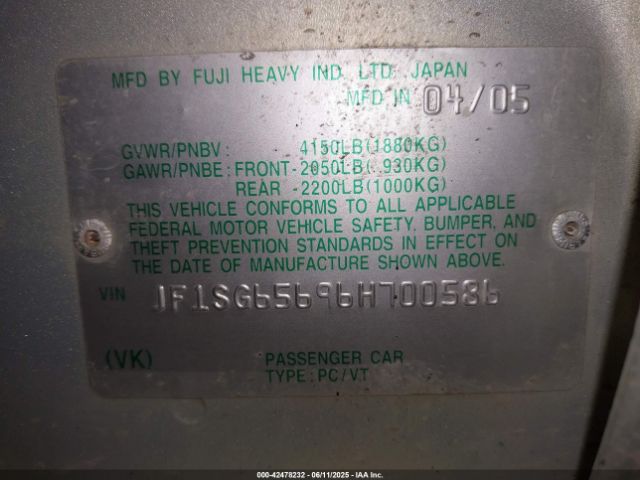 MFD BY FUJI HEAVY IND. LTD. JAPAN
MFD IN 04/05
GVWR/PNBV: 4150LB(1880KG)
GAWR/PNBE: FRONT-2050LB( 930KG)
REAR -2200LB(1000KG)
THIS VEHICLE CONFORMS TO ALL APPLICABLE
FEDERAL MOTOR VEHICLE SAFETY, BUMPER, AND
THEFT PREVENTION STANDARDS IN EFFECT ON
THE DATE OF MANUFACTURE SHOWN ABOVE.
VIN JF1SG65696H700586
(VK) PASSENGER CAR
TYPE:PC/VT
000-42478232 - 06/11/2025 - IAA Inc.